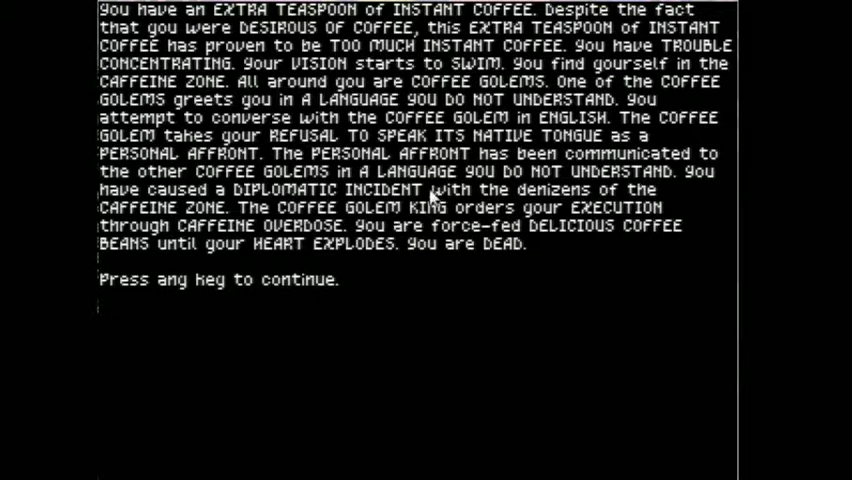 You have an EXTRA TEASPOON of INSTANT COFFEE. Despite the fact
that you were DESIROUS OF COFFEE, this EXTRA TEASPOON of INSTANT
COFFEE has proven to be TOO MUCH INSTANT COFFEE. You have TROUBLE
CONCENTRATING. Your VISION starts to SWIM. You find yourself in the
CAFFEINE ZONE. All around you are COFFEE GOLEMS. One of the COFFEE
GOLEMS greets you in A LANGUAGE YOU DO NOT UNDERSTAND. You
attempt to converse with the COFFEE GOLEM in ENGLISH. The COFFEE
GOLEM takes your REFUSAL TO SPEAK ITS NATIVE TONGUE as a
PERSONAL AFFRONT. The PERSONAL AFFRONT has been communicated to
the other COFFEE GOLEMS in A LANGUAGE YOU DO NOT UNDERSTAND. You
have caused a DIPLOMATIC INCIDENT with the denizens of the
CAFFEINE ZONE. The COFFEE GOLEM KING orders your EXECUTION
through CAFFEINE OVERDOSE. You are force-fed DELICIOUS COFFEE
BEANS until your HEART EXPLODES. You are DEAD.
Press any key to continue.